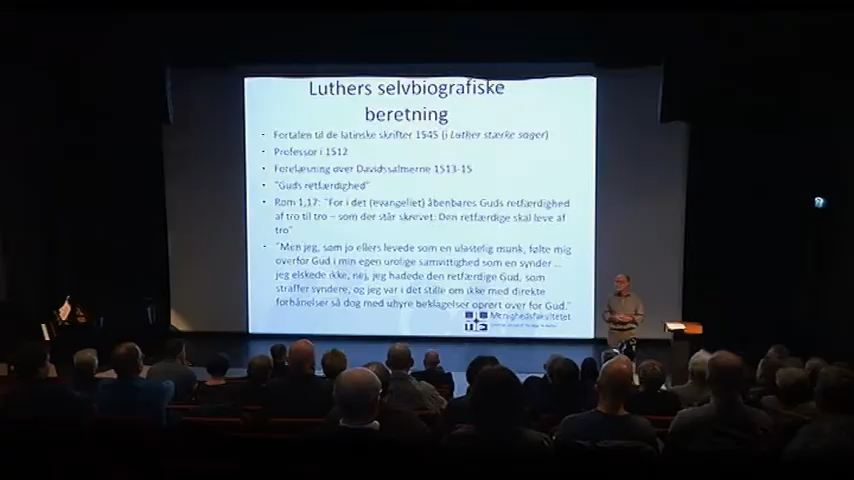 Luthers selvbiografiske
beretning
• Fortalen til de latinske skrifter 1545 (i Luther stærke sager)
• Professor i 1512
• Forelæsning over Davidssalmerne 1513-15
• "Guds retfærdighed"
• Rom 1,17: "For i det (evangeliet) åbenbares Guds retfærdighed
af tro til tro – som der står skrevet: Den retfærdige skal leve af
tro"
• "Men jeg, som jo ellers levede som en ulastelig munk, følte mig
overfor Gud i min egen urolige samvittighed som en synder ...
jeg elskede ikke, nej, jeg hadede den retfærdige Gud, som
straffer syndere, og jeg var i det stille om ikke med direkte
forhånelser så dog med uhyre beklagelser oprørt over for Gud."
Menighedsfakultetet